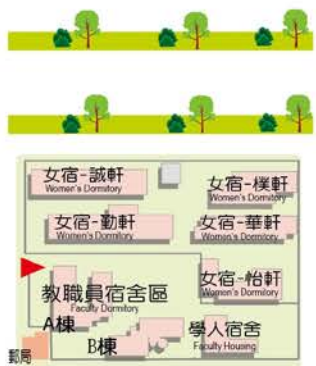 女宿-誠軒
Women's Dormitory
女宿-樸軒
Women's Dormitory
女宿-勤軒
Women's Dormitory
女宿-華軒
Women's Dormitory
女宿-怡軒
Women's Dormitory
教職員宿舍區
Faculty Dormitory
A棟
B棟
學人宿舍
Faculty Housing
郵局